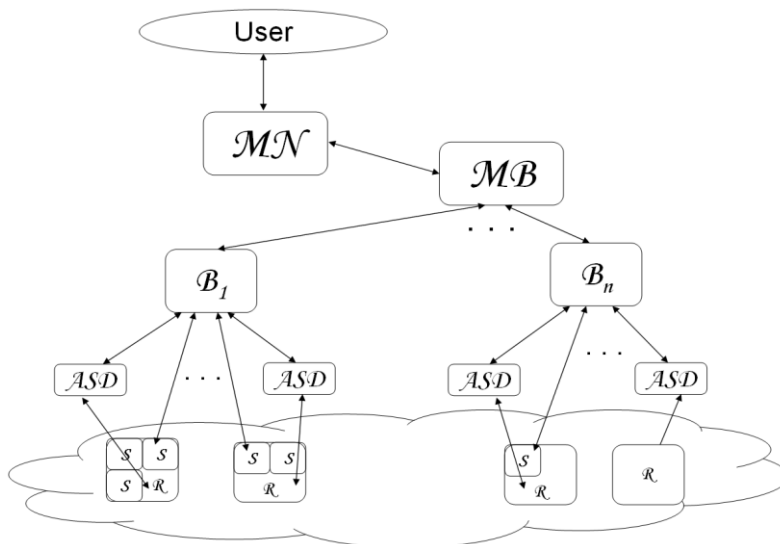 User
MN
MB
. . .
B1
Bn
. . .
. . .
ASD
ASD
ASD
ASD
S
S
S
S
S
S
R
R
R
R